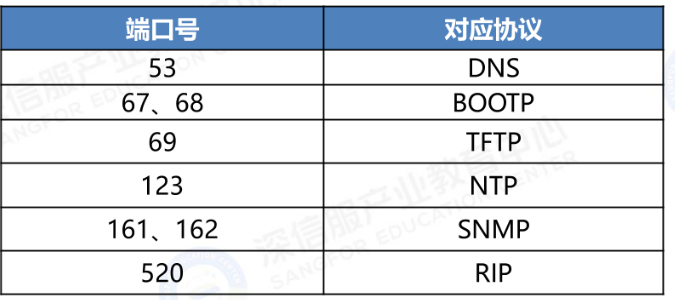 端口号 对应协议
53 DNS
67、68 BOOTP
69 TFTP
123 NTP
161、162 SNMP
520 RIP
深信服产业教育中心
SANGFOR EDUCATION CENTER